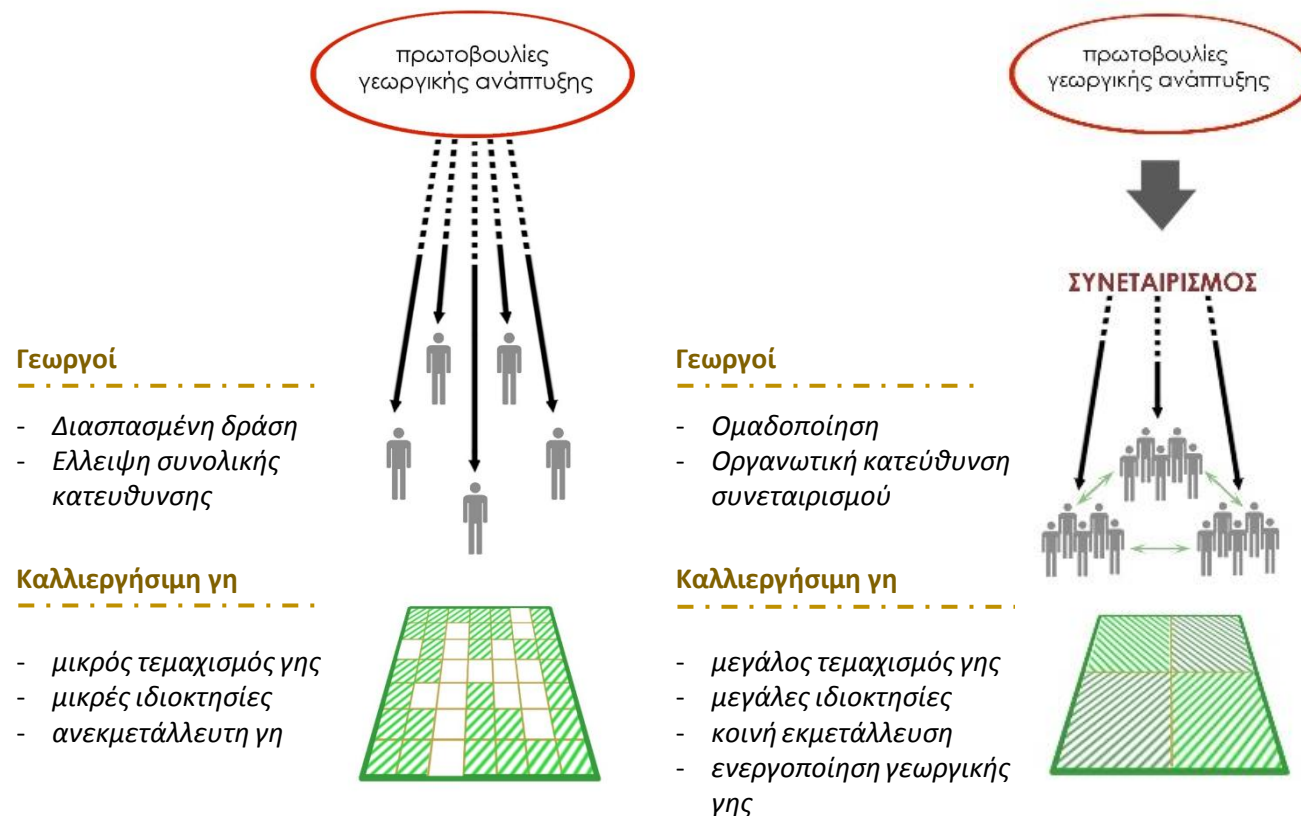 πρωτοβουλίες
γεωργικής ανάπτυξης
Γεωργοί
- Διασπασμένη δράση
- Ελλειψη συνολικής
κατευθυνσης
Καλλιεργήσιμη γη
- μικρός τεμαχισμός γης
- μικρές ιδιοκτησίες
- ανεκμετάλλευτη γη
πρωτοβουλίες
γεωργικής ανάπτυξης
ΣΥΝΕΤΑΙΡΙΣΜΟΣ
Γεωργοί
- Ομαδοποίηση
- Οργανωτική κατεύθυνση
συνεταιρισμού
Καλλιεργήσιμη γη
- μεγάλος τεμαχισμός γης
- μεγάλες ιδιοκτησίες
- κοινή εκμετάλλευση
- ενεργοποίηση γεωργικής
γης